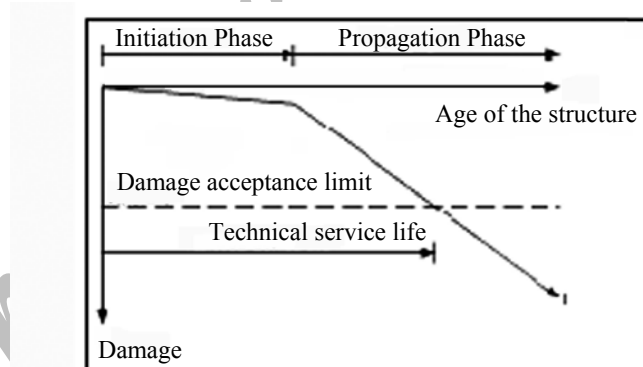 Initiation Phase
Propagation Phase
Age of the structure
Damage acceptance limit
Technical service life
Damage